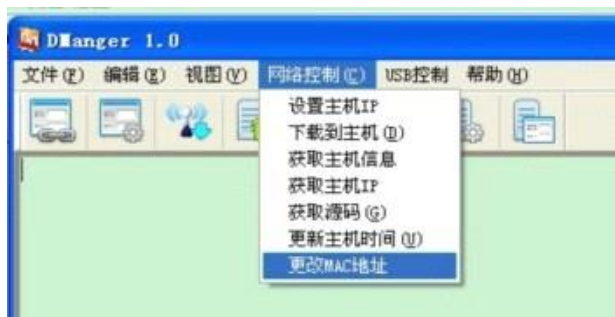 DManger 1.0
文件(F) 编辑(E) 视图(V) 网络控制(C) USB控制 帮助(H)
设置主机IP
下载到主机(D)
获取主机信息
获取主机IP
获取源码(G)
更新主机时间(U)
更改MAC地址